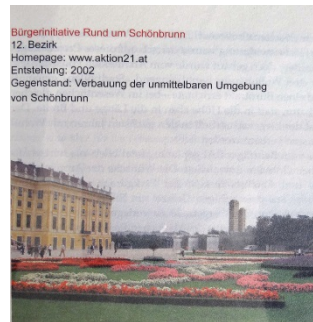 Bürgerinitiative Rund um Schönbrunn
12. Bezirk
Homepage: www.aktion21.at
Entstehung: 2002
Gegenstand: Verbauung der unmittelbaren Umgebung
von Schönbrunn